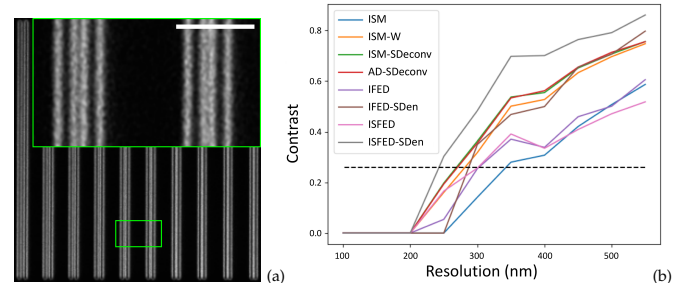 ISM
ISM-W
ISM-SDeconv
AD-SDeconv
IFED
IFED-SDen
ISFED
ISFED-SDen
Contrast
0.8
0.6
0.4
0.2
0.0
100 200 300 400 500
Resolution (nm)
(a)
(b)